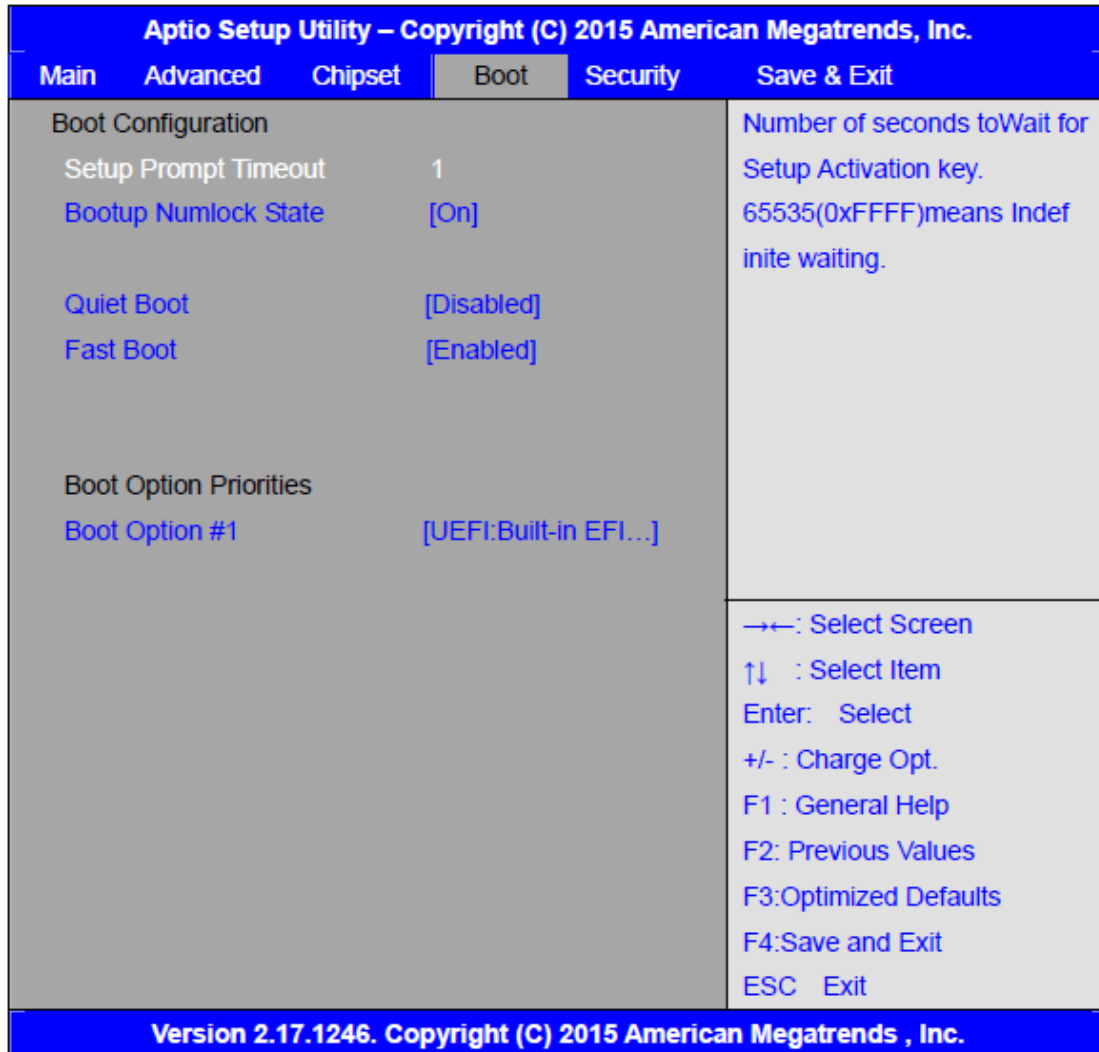 Aptio Setup Utility – Copyright (C) 2015 American Megatrends, Inc.
Main Advanced Chipset Boot Security Save & Exit
Boot Configuration
Setup Prompt Timeout 1
Bootup Numlock State [On]
Quiet Boot [Disabled]
Fast Boot [Enabled]
Boot Option Priorities
Boot Option #1 [UEFI:Built-in EFI…]
Number of seconds toWait for
Setup Activation key.
65535(0xFFFF)means Indef
inite waiting.
→←: Select Screen
↑↓ : Select Item
Enter: Select
+/- : Charge Opt.
F1 : General Help
F2: Previous Values
F3:Optimized Defaults
F4:Save and Exit
ESC Exit
Version 2.17.1246. Copyright (C) 2015 American Megatrends , Inc.